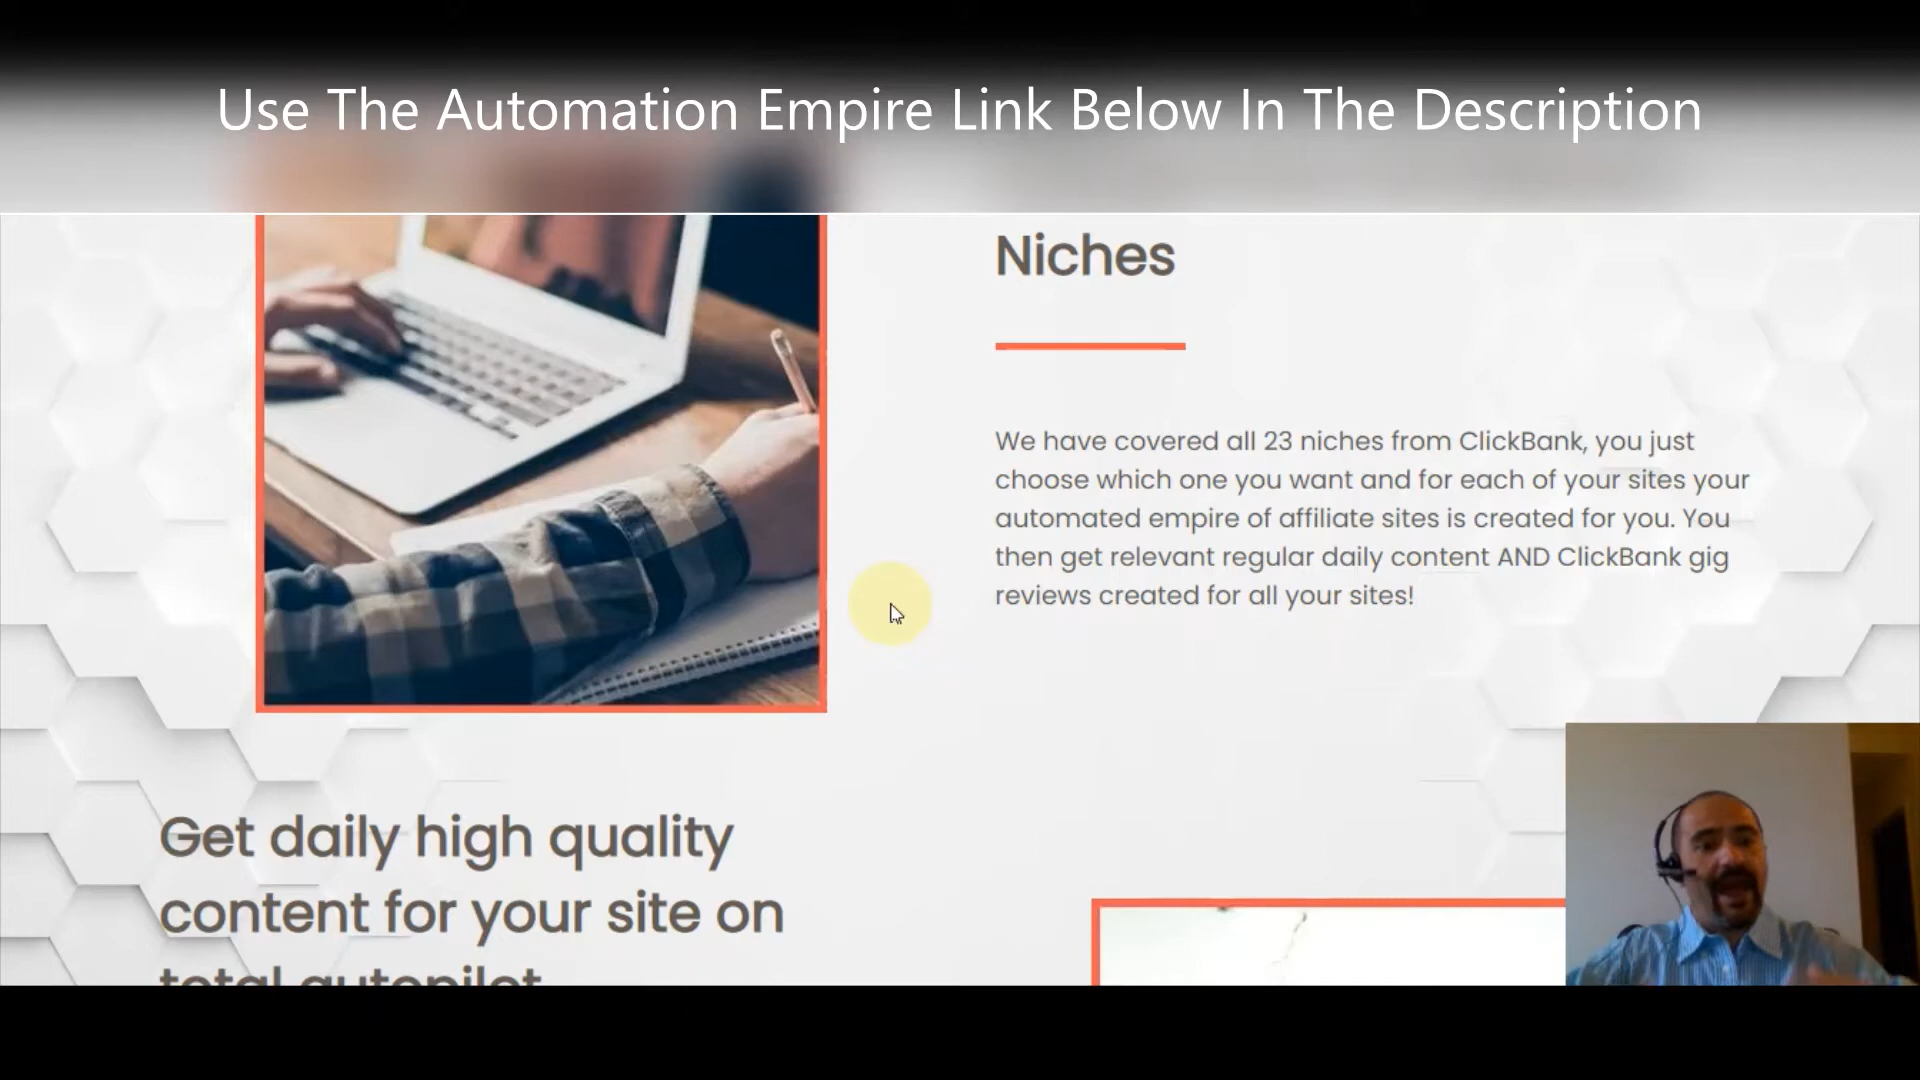 Use The Automation Empire Link Below In The Description
Niches
We have covered all 23 niches from ClickBank, you just
choose which one you want and for each of your sites your
automated empire of affiliate sites is created for you. You
then get relevant regular daily content AND ClickBank gig
reviews created for all your sites!
Get daily high quality
content for your site on
total autopilot